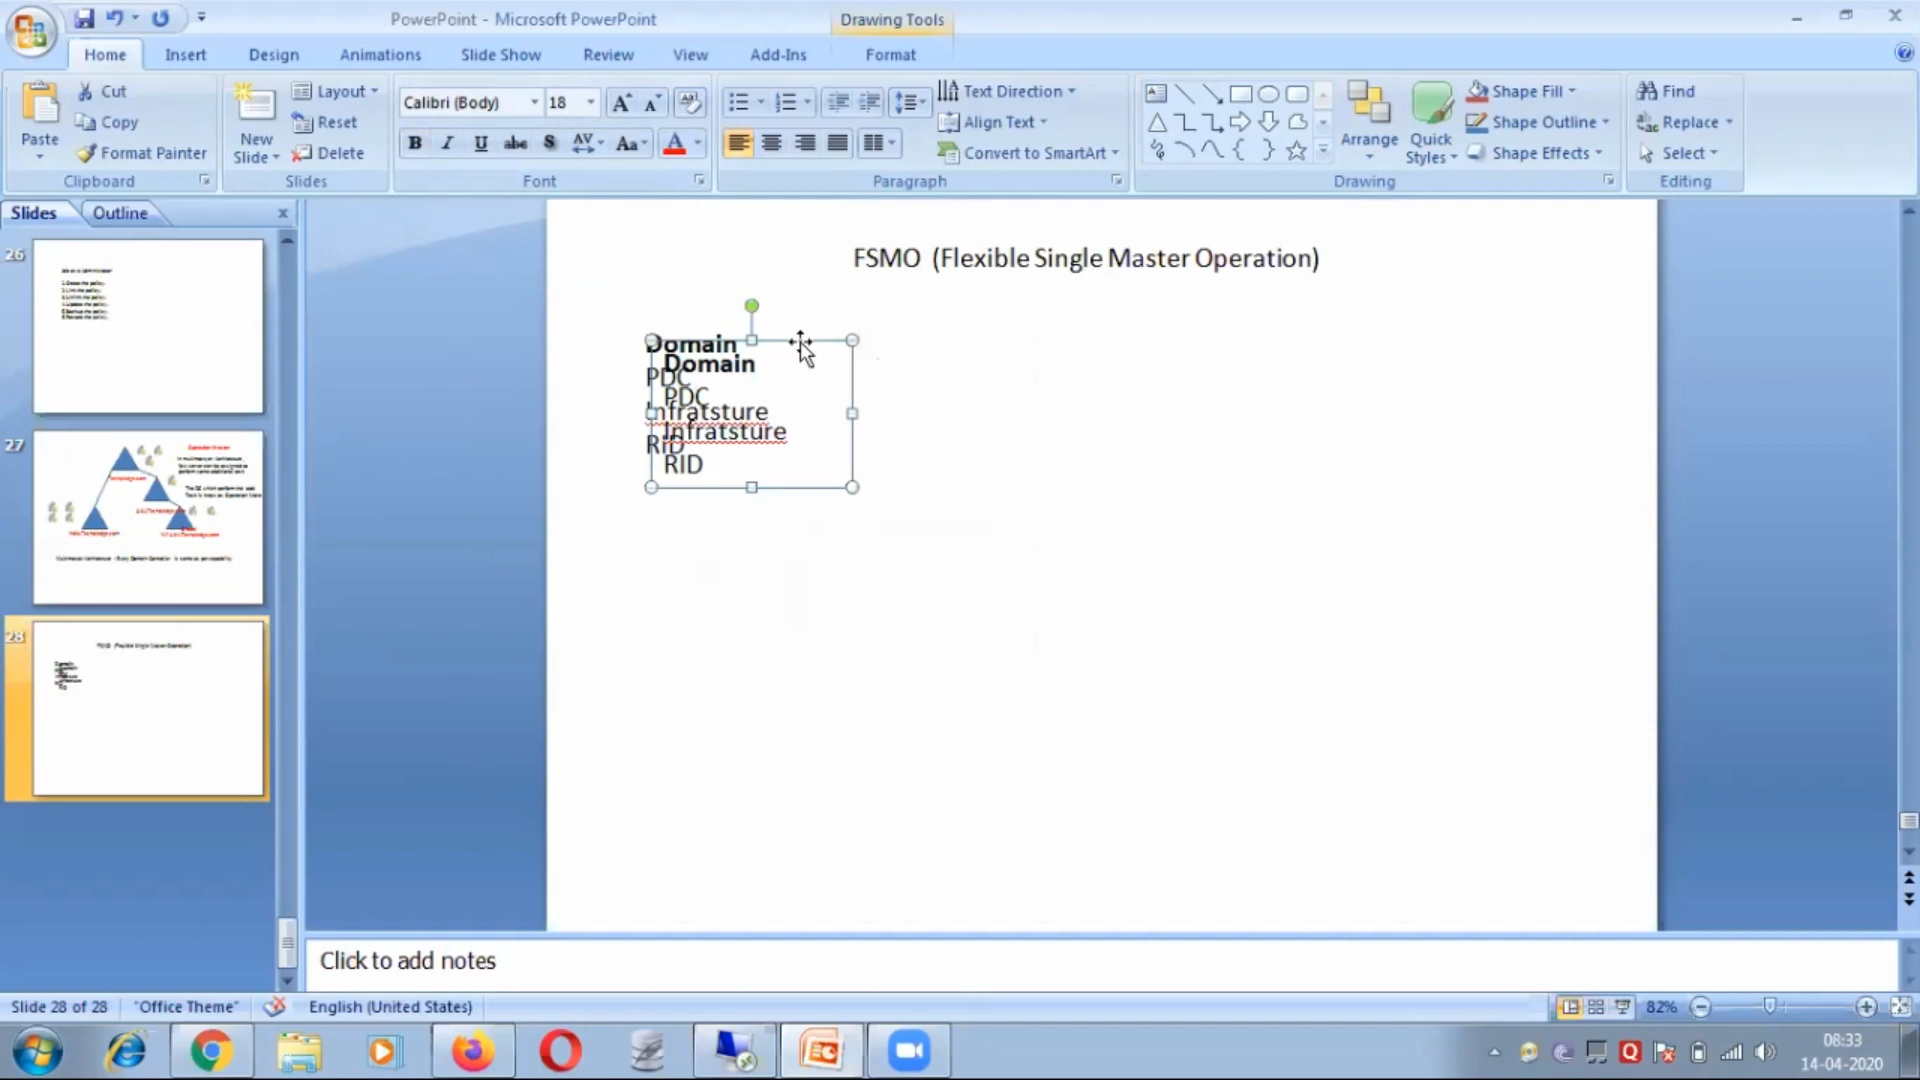 PowerPoint - Microsoft PowerPoint
Drawing Tools
Home
Insert
Design
Animations
Slide Show
Review
View
Add-Ins
Format
Paste
Cut
Copy
Format Painter
Clipboard
New
Slide
Layout
Reset
Delete
Slides
Calibri (Body)
18
B I U abc S AV Aa A
Font
Text Direction
Align Text
Convert to SmartArt
Paragraph
Arrange
Quick
Styles
Shape Fill
Shape Outline
Shape Effects
Drawing
Find
Replace
Select
Editing
Slides
Outline
26
27
28
FSMO (Flexible Single Master Operation)
Domain
PDC
Infratsture
RID
Domain
PDC
Infratsture
RID
Click to add notes
Slide 28 of 28
"Office Theme"
English (United States)
82%
08:33
14-04-2020